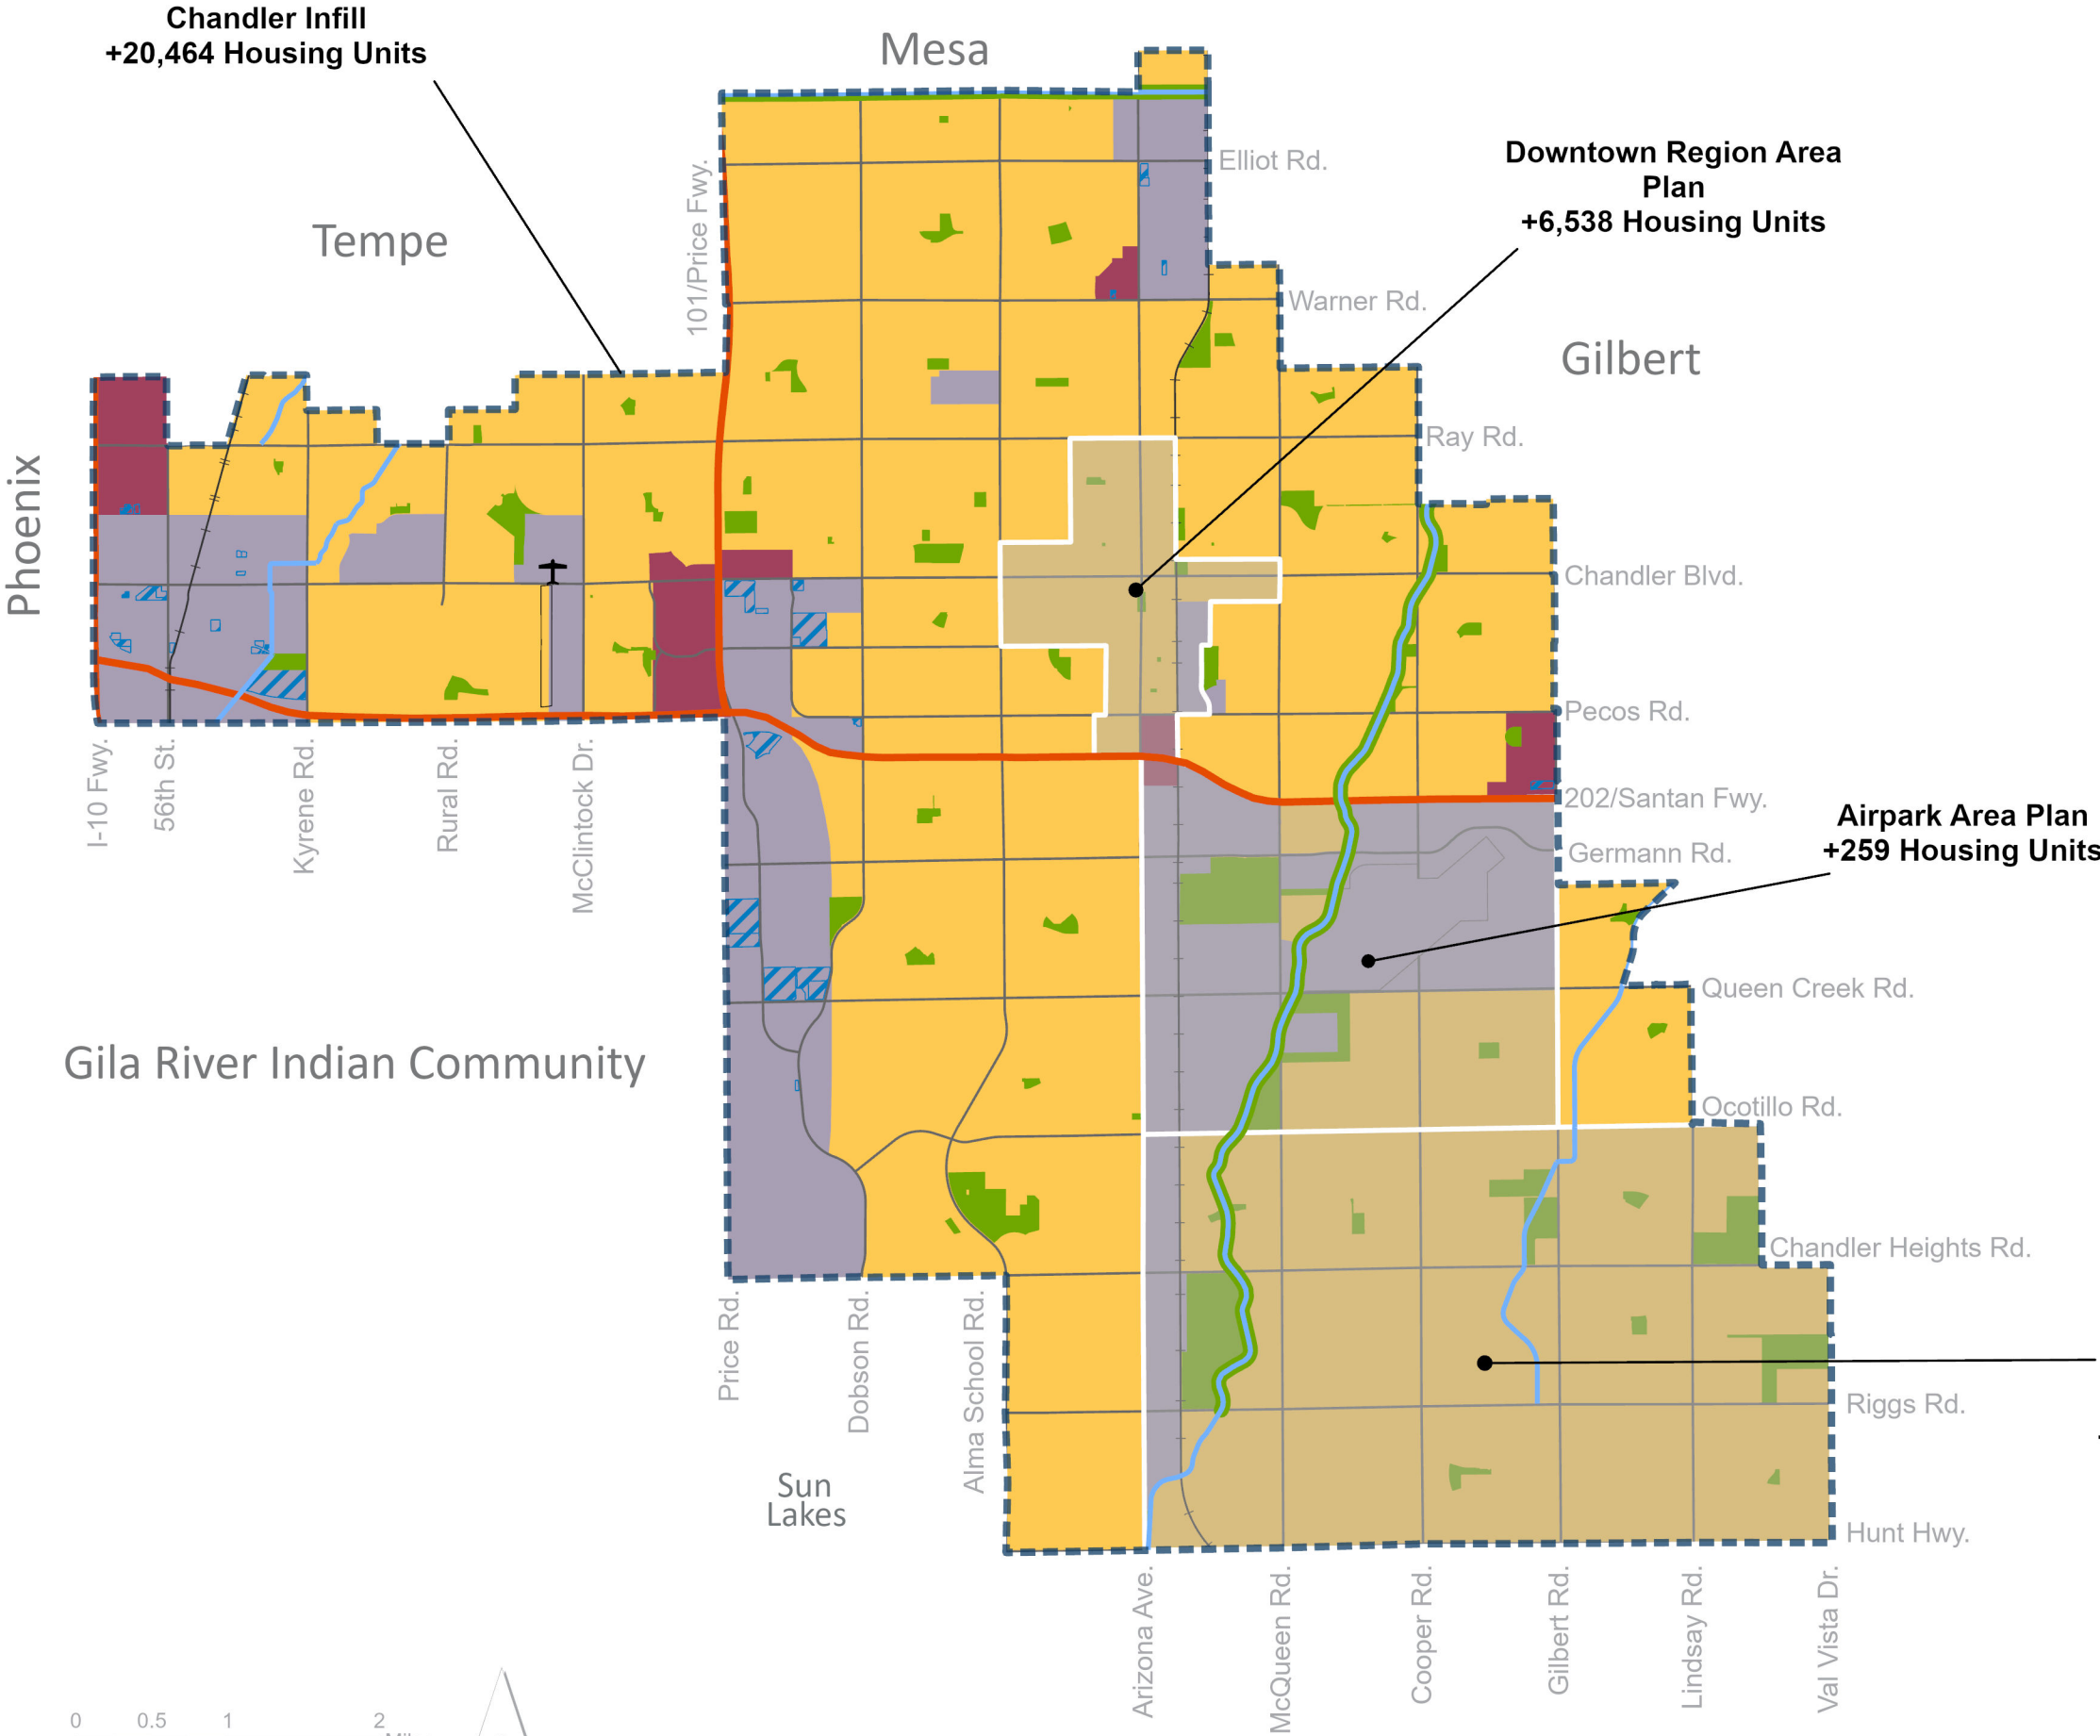 Chandler Infill
+20,464 Housing Units
Mesa
Downtown Region Area
Plan
+6,538 Housing Units
Elliot Rd.
101/Price Fwy.
Tempe
Warner Rd.
Gilbert
Ray Rd.
Phoenix
Chandler Blvd.
Pecos Rd.
I-10 Fwy.
56th St.
Kyrene Rd.
Rural Rd.
McClintock Dr.
202/Santan Fwy.
Airpark Area Plan
+259 Housing Units
Germann Rd.
Queen Creek Rd.
Gila River Indian Community
Ocotillo Rd.
Chandler Heights Rd.
Price Rd.
Dobson Rd.
Alma School Rd.
Riggs Rd.
Sun
Lakes
Hunt Hwy.
Arizona Ave.
McQueen Rd.
Cooper Rd.
Gilbert Rd.
Lindsay Rd.
Val Vista Dr.
0 0.5 1 2